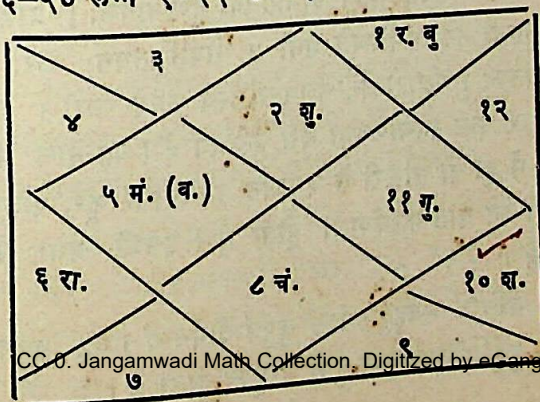 ३
१ र. बु
४
२ शु.
१२
५ मं. (व.)
११ गु.
६ रा.
८ चं.
१० श.
९
७
CC-0. Jangamwadi Math Collection. Digitized by eGang